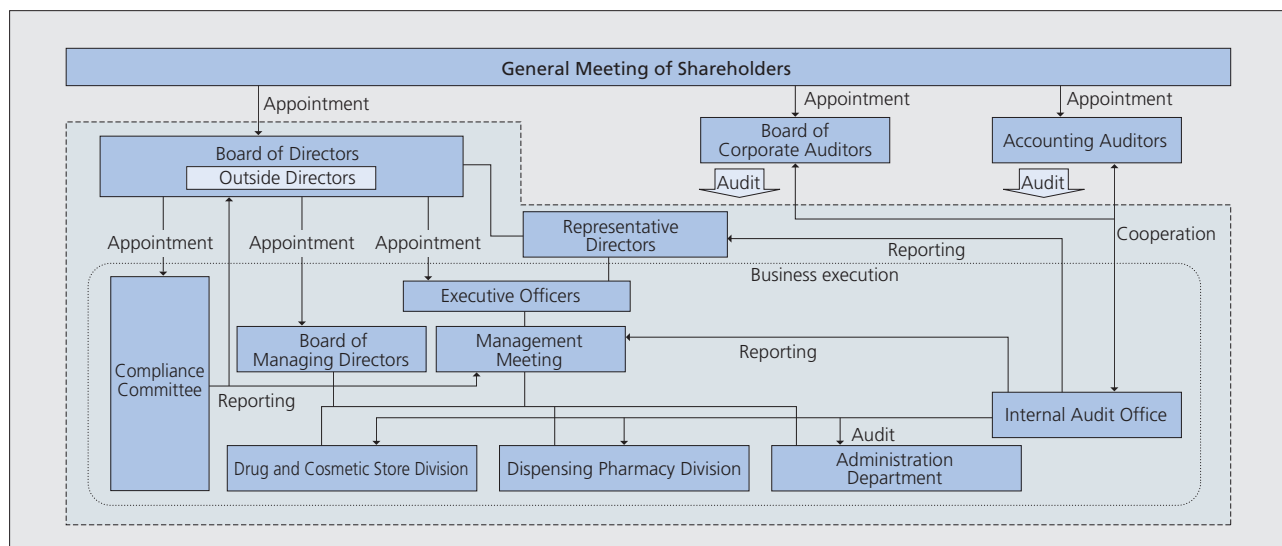 General Meeting of Shareholders
Appointment
Appointment
Appointment
Board of Directors
Outside Directors
Board of
Corporate Auditors
Accounting Auditors
Audit
Audit
Appointment
Appointment
Appointment
Representative
Directors
Reporting
Cooperation
Business execution
Executive Officers
Board of
Managing Directors
Management
Meeting
Reporting
Compliance
Committee
Reporting
Internal Audit Office
Audit
Drug and Cosmetic Store Division
Dispensing Pharmacy Division
Administration
Department